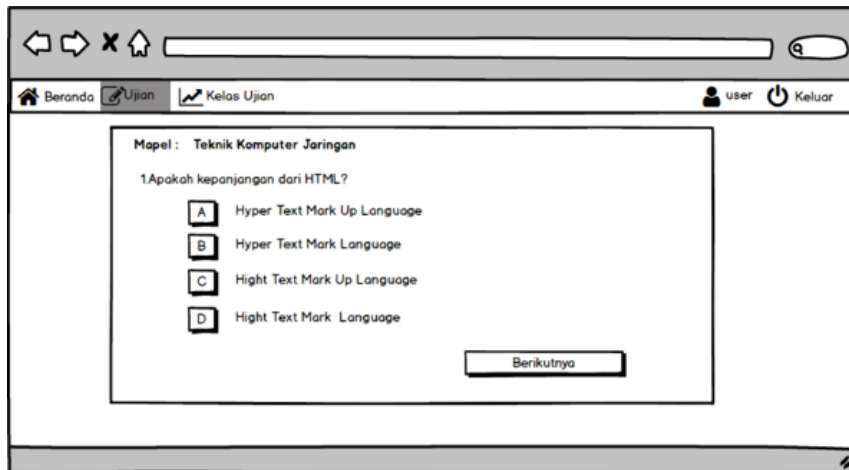 Beranda Ujian Kelas Ujian user Keluar
Mapel : Teknik Komputer Jaringan
1.Apakah kepanjangan dari HTML?
A Hyper Text Mark Up Language
B Hyper Text Mark Language
C Hight Text Mark Up Language
D Hight Text Mark Language
Berikutnya